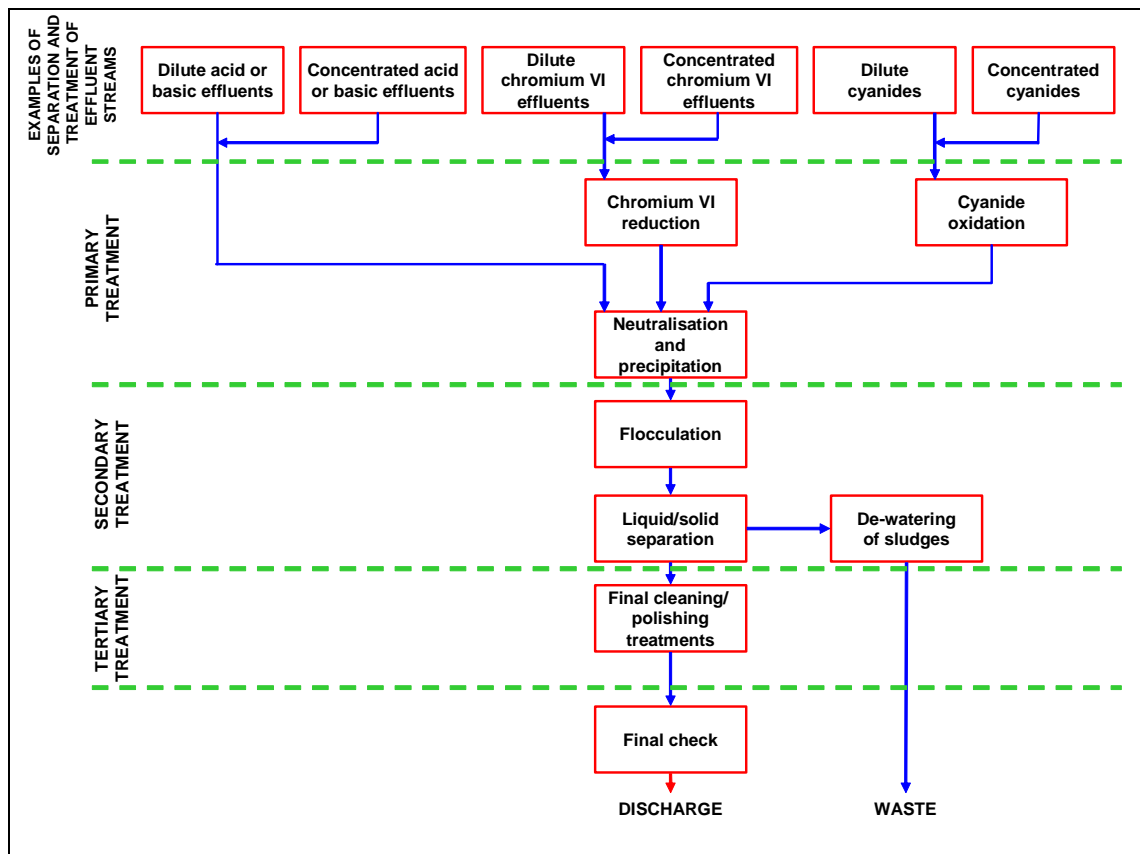 EXAMPLES OF
SEPARATION AND
TREATMENT OF
EFFLUENT
STREAMS
Dilute acid or
basic effluents
Concentrated acid
or basic effluents
Dilute
chromium VI
effluents
Concentrated
chromium VI
effluents
Dilute
cyanides
Concentrated
cyanides
PRIMARY
TREATMENT
Chromium VI
reduction
Cyanide
oxidation
Neutralisation
and
precipitation
SECONDARY
TREATMENT
Flocculation
Liquid/solid
separation
De-watering
of sludges
TERTIARY
TREATMENT
Final cleaning/
polishing
treatments
Final check
DISCHARGE
WASTE